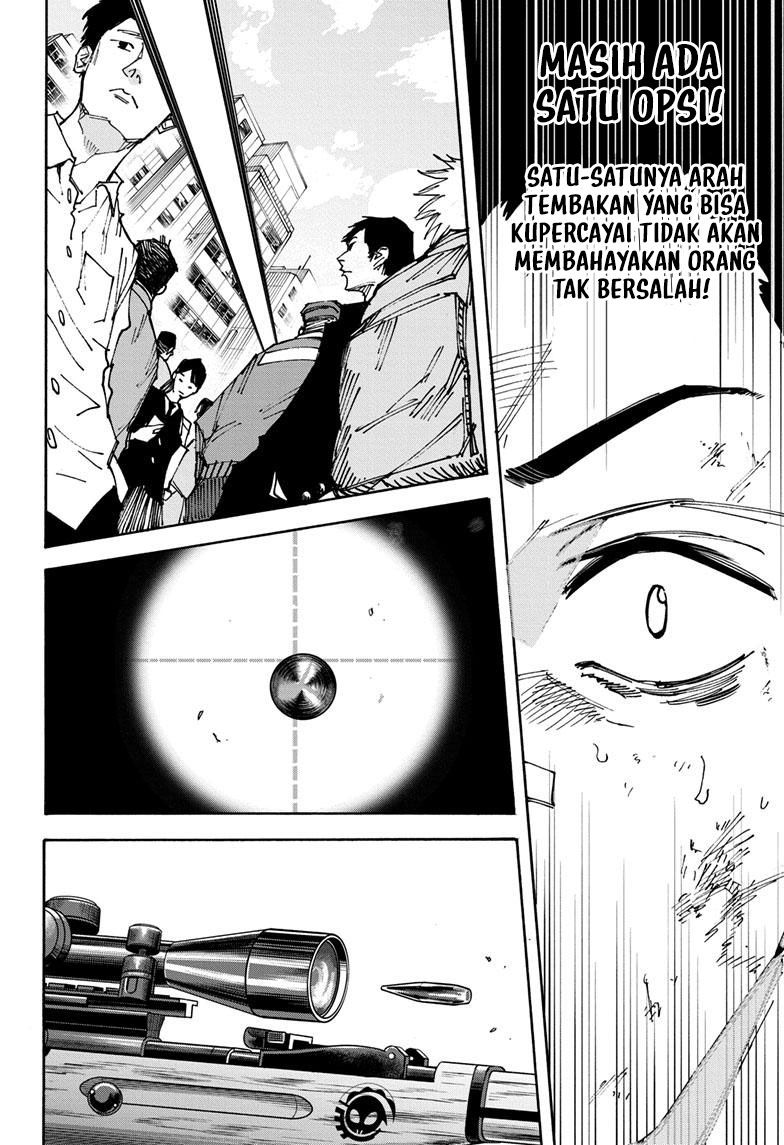 MASIH ADA
SATU OPSI!
SATU-SATUNYA ARAH
TEMBAKAN YANG BISA
KUPERCAYAI TIDAK AKAN
MEMBAHAYAKAN ORANG
TAK BERSALAH!